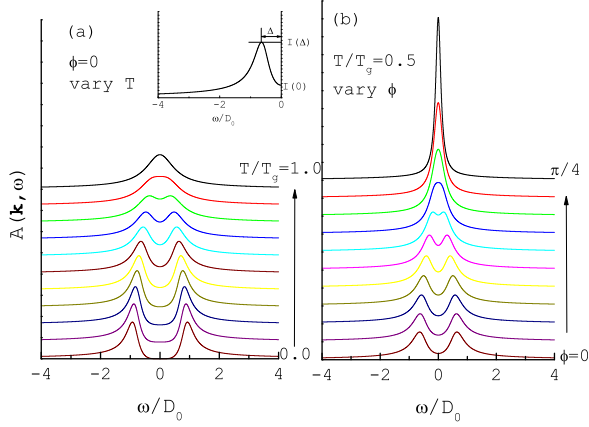 (a)
ϕ=0
vary T
Δ
I(Δ)
I(0)
-4 -2 0
ω/D₀
T/Tg=1.0
0.0
A(k,ω)
-4 -2 0 2 4
ω/D₀
(b)
T/Tg=0.5
vary ϕ
π/4
ϕ=0
-4 -2 0 2 4
ω/D₀